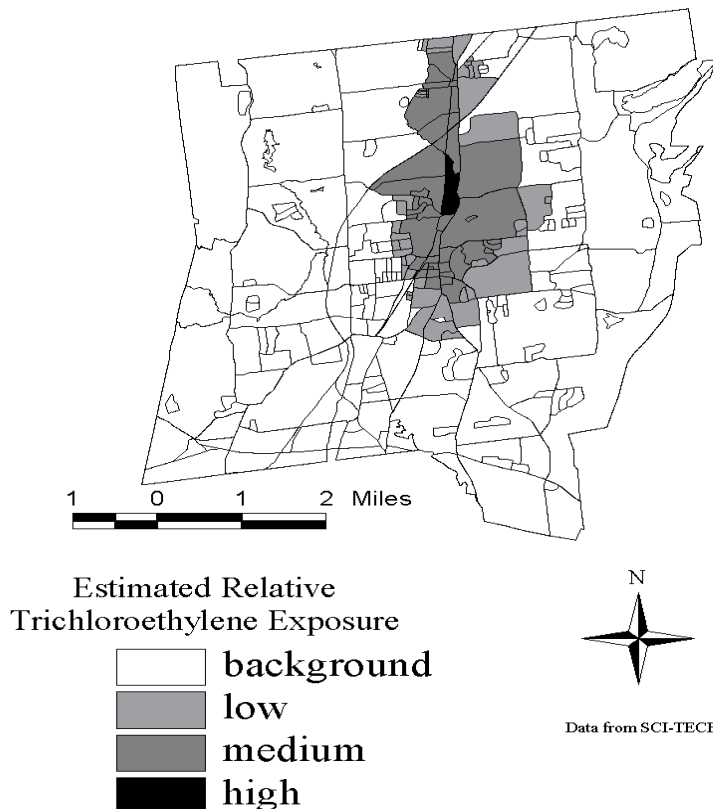 1 0 1 2 Miles
Estimated Relative
Trichloroethylene Exposure
background
low
medium
high
N
Data from SCI-TECH